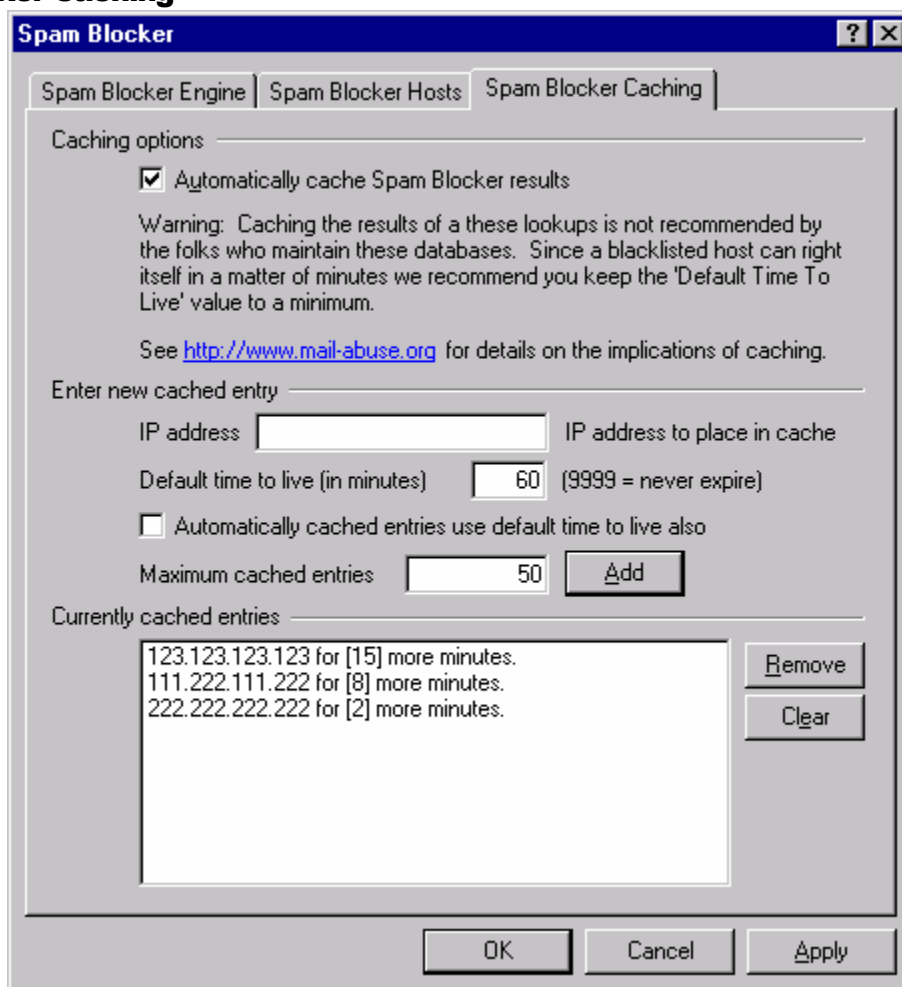 Spam Blocker
Spam Blocker Engine Spam Blocker Hosts Spam Blocker Caching
Caching options
Automatically cache Spam Blocker results
Warning: Caching the results of a these lookups is not recommended by
the folks who maintain these databases. Since a blacklisted host can right
itself in a matter of minutes we recommend you keep the 'Default Time To
Live' value to a minimum.
See http://www.mail-abuse.org for details on the implications of caching.
Enter new cached entry
IP address IP address to place in cache
Default time to live (in minutes) 60 (9999 = never expire)
Automatically cached entries use default time to live also
Maximum cached entries 50 Add
Currently cached entries
123.123.123.123 for [15] more minutes.
111.222.111.222 for [8] more minutes.
222.222.222.222 for [2] more minutes.
Remove
Clear
OK Cancel Apply